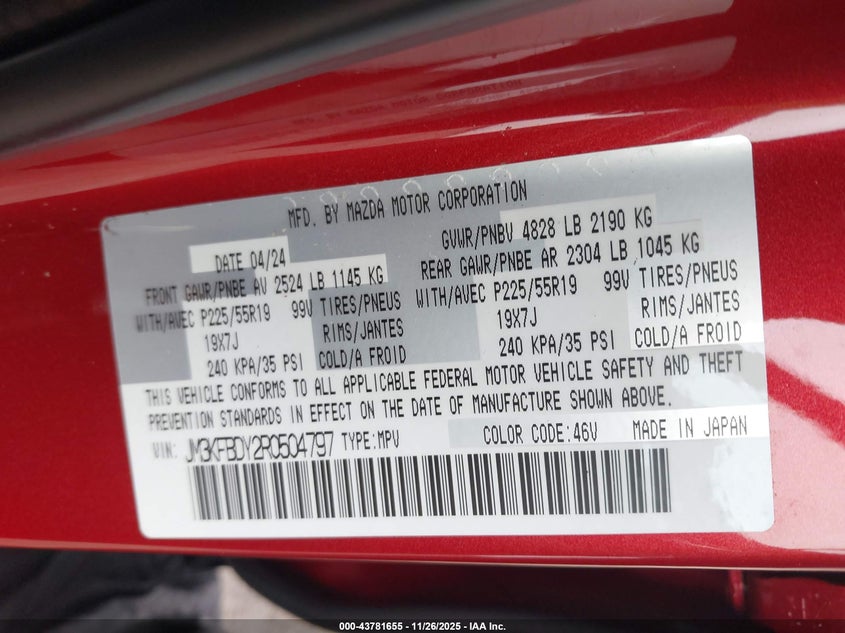 MFD. BY MAZDA MOTOR CORPORATION
DATE 04/24 GVWR/PNBV 4828 LB 2190 KG
FRONT GAWR/PNBE AV 2524 LB 1145 KG REAR GAWR/PNBE AR 2304 LB 1045 KG
WITH/AVEC P225/55R19 99V TIRES/PNEUS WITH/AVEC P225/55R19 99V TIRES/PNEUS
19X7J RIMS/JANTES 19X7J RIMS/JANTES
240 KPA/35 PSI COLD/A FROID 240 KPA/35 PSI COLD/A FROID
THIS VEHICLE CONFORMS TO ALL APPLICABLE FEDERAL MOTOR VEHICLE SAFETY AND THEFT
PREVENTION STANDARDS IN EFFECT ON THE DATE OF MANUFACTURE SHOWN ABOVE.
VIN: JM3KFBDY2R0504797 TYPE:MPV COLOR CODE:46V MADE IN JAPAN
000-43781655 - 11/26/2025 - IAA Inc.